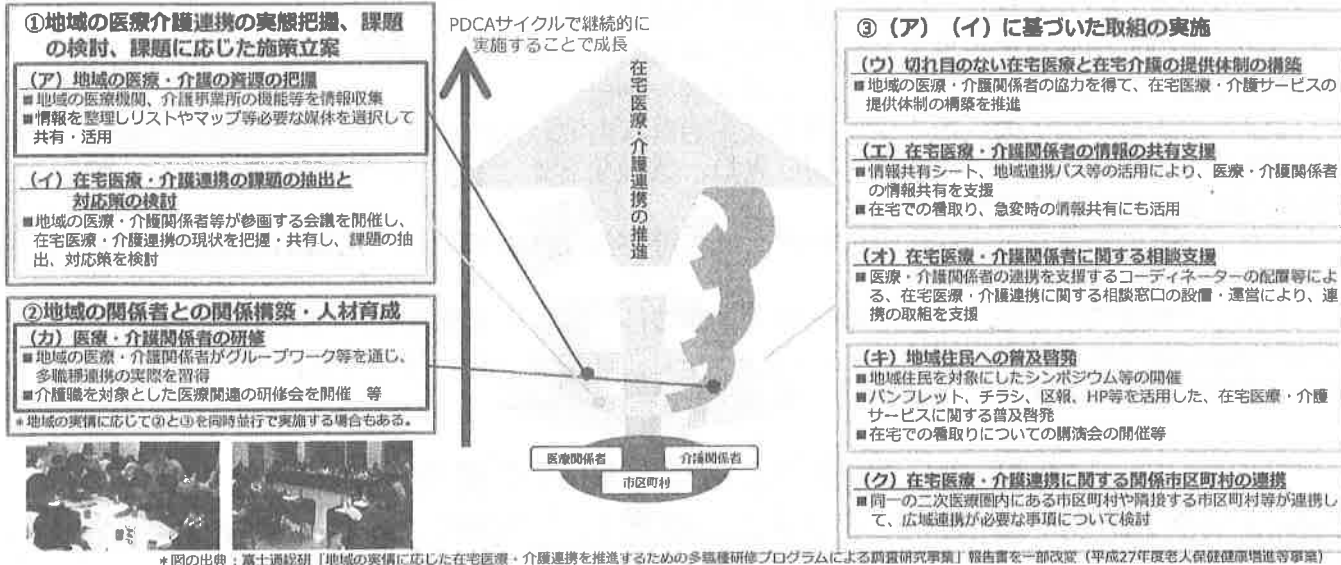 ①地域の医療介護連携の実態把握、課題
の検討、課題に応じた施策立案
（ア）地域の医療・介護の資源の把握
■地域の医療機関、介護事業所の機能等を情報収集
■情報を整理しリストやマップ等必要な媒体を選択して
共有・活用
（イ）在宅医療・介護連携の課題の抽出と
対応策の検討
■地域の医療・介護関係者等が参画する会議を開催し、
在宅医療・介護連携の現状を把握・共有し、課題の抽
出、対応策を検討
②地域の関係者との関係構築・人材育成
（カ）医療・介護関係者の研修
■地域の医療・介護関係者がグループワーク等を通じ、
多職種連携の実際を習得
■介護職を対象とした医療関連の研修会を開催　等
＊地域の実情に応じて②と③を同時並行で実施する場合もある。
PDCAサイクルで継続的に
実施することで成長
在宅医療・介護連携の推進
医療関係者
介護関係者
市区町村
③（ア）（イ）に基づいた取組の実施
（ウ）切れ目のない在宅医療と在宅介護の提供体制の構築
■地域の医療・介護関係者の協力を得て、在宅医療・介護サービスの
提供体制の構築を推進
（エ）在宅医療・介護関係者の情報の共有支援
■情報共有シート、地域連携パス等の活用により、医療・介護関係者
の情報共有を支援
■在宅での看取り、急変時の情報共有にも活用
（オ）在宅医療・介護関係者に関する相談支援
■医療・介護関係者の連携を支援するコーディネーターの配置等によ
る、在宅医療・介護連携に関する相談窓口の設置・運営により、連
携の取組を支援
（キ）地域住民への普及啓発
■地域住民を対象にしたシンポジウム等の開催
■パンフレット、チラシ、区報、HP等を活用した、在宅医療・介護
サービスに関する普及啓発
■在宅での看取りについての講演会の開催等
（ク）在宅医療・介護連携に関する関係市区町村の連携
■同一の二次医療圏内にある市区町村や隣接する市区町村等が連携し
て、広域連携が必要な事項について検討
＊図の出典：富士通総研「地域の実情に応じた在宅医療・介護連携を推進するための多職種研修プログラムによる調査研究事業」報告書を一部改変（平成27年度老人保健健康増進等事業）